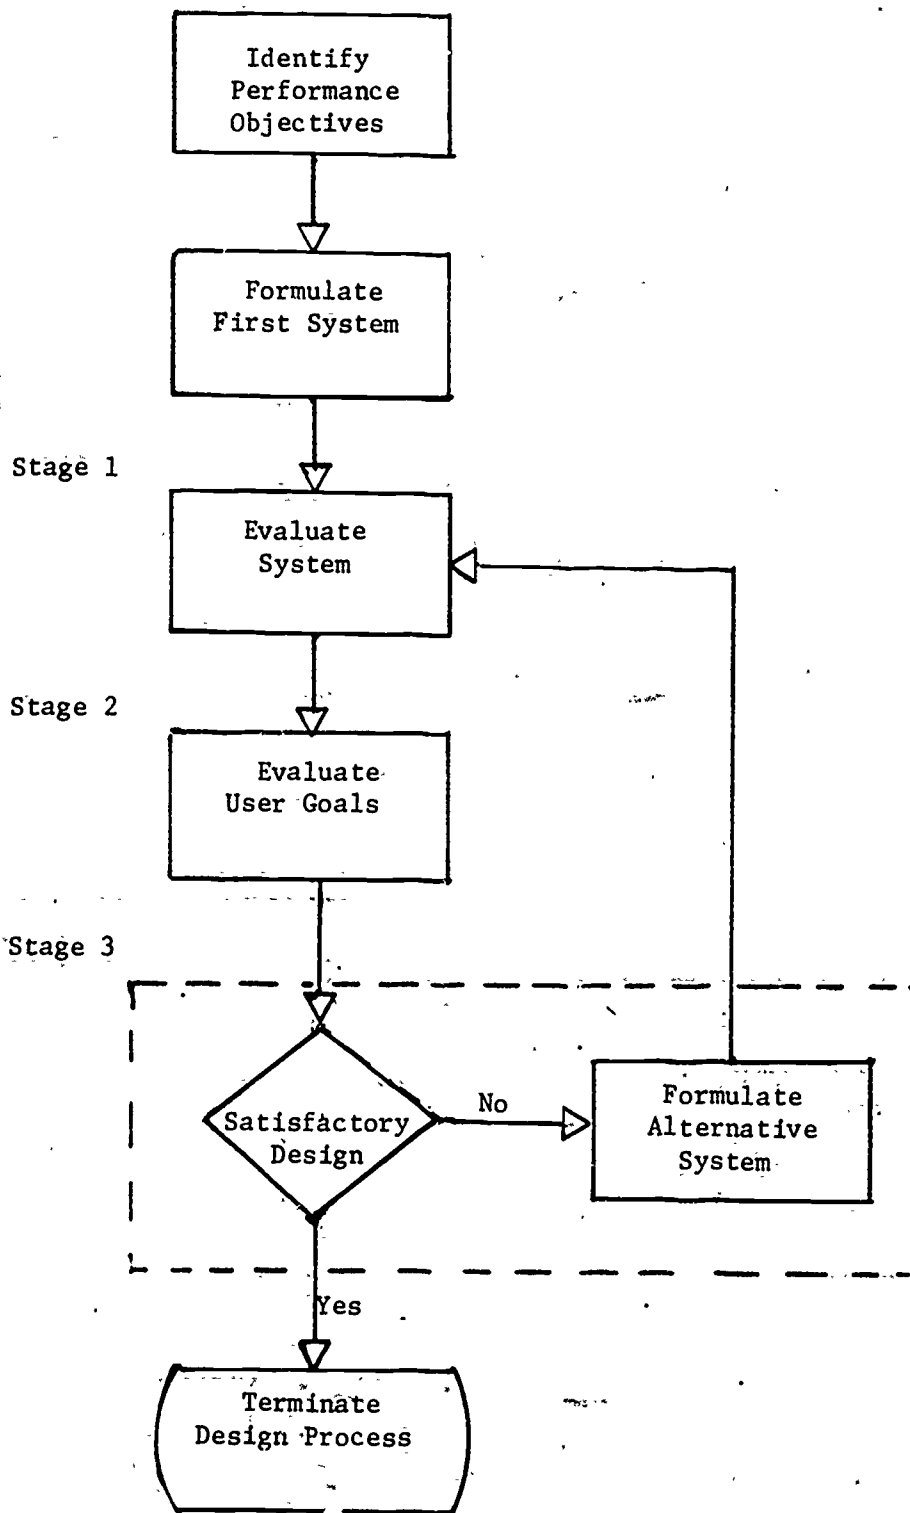 Identify
Performance
Objectives
Formulate
First System
Stage 1
Evaluate
System
Stage 2
Evaluate
User Goals
Stage 3
Satisfactory
Design
No
Formulate
Alternative
System
Yes
Terminate
Design Process